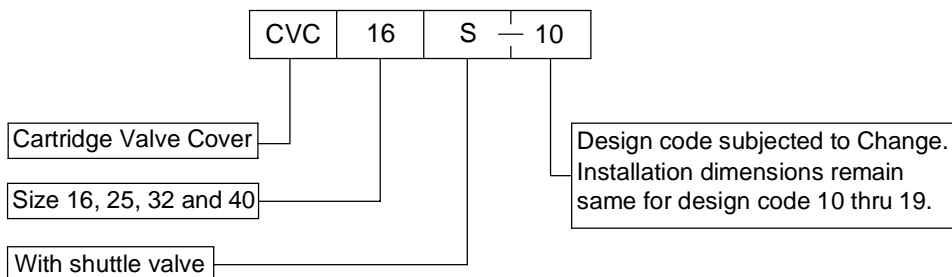 CVC 16 S — 10
Cartridge Valve Cover
Size 16, 25, 32 and 40
With shuttle valve
Design code subjected to Change.
Installation dimensions remain
same for design code 10 thru 19.